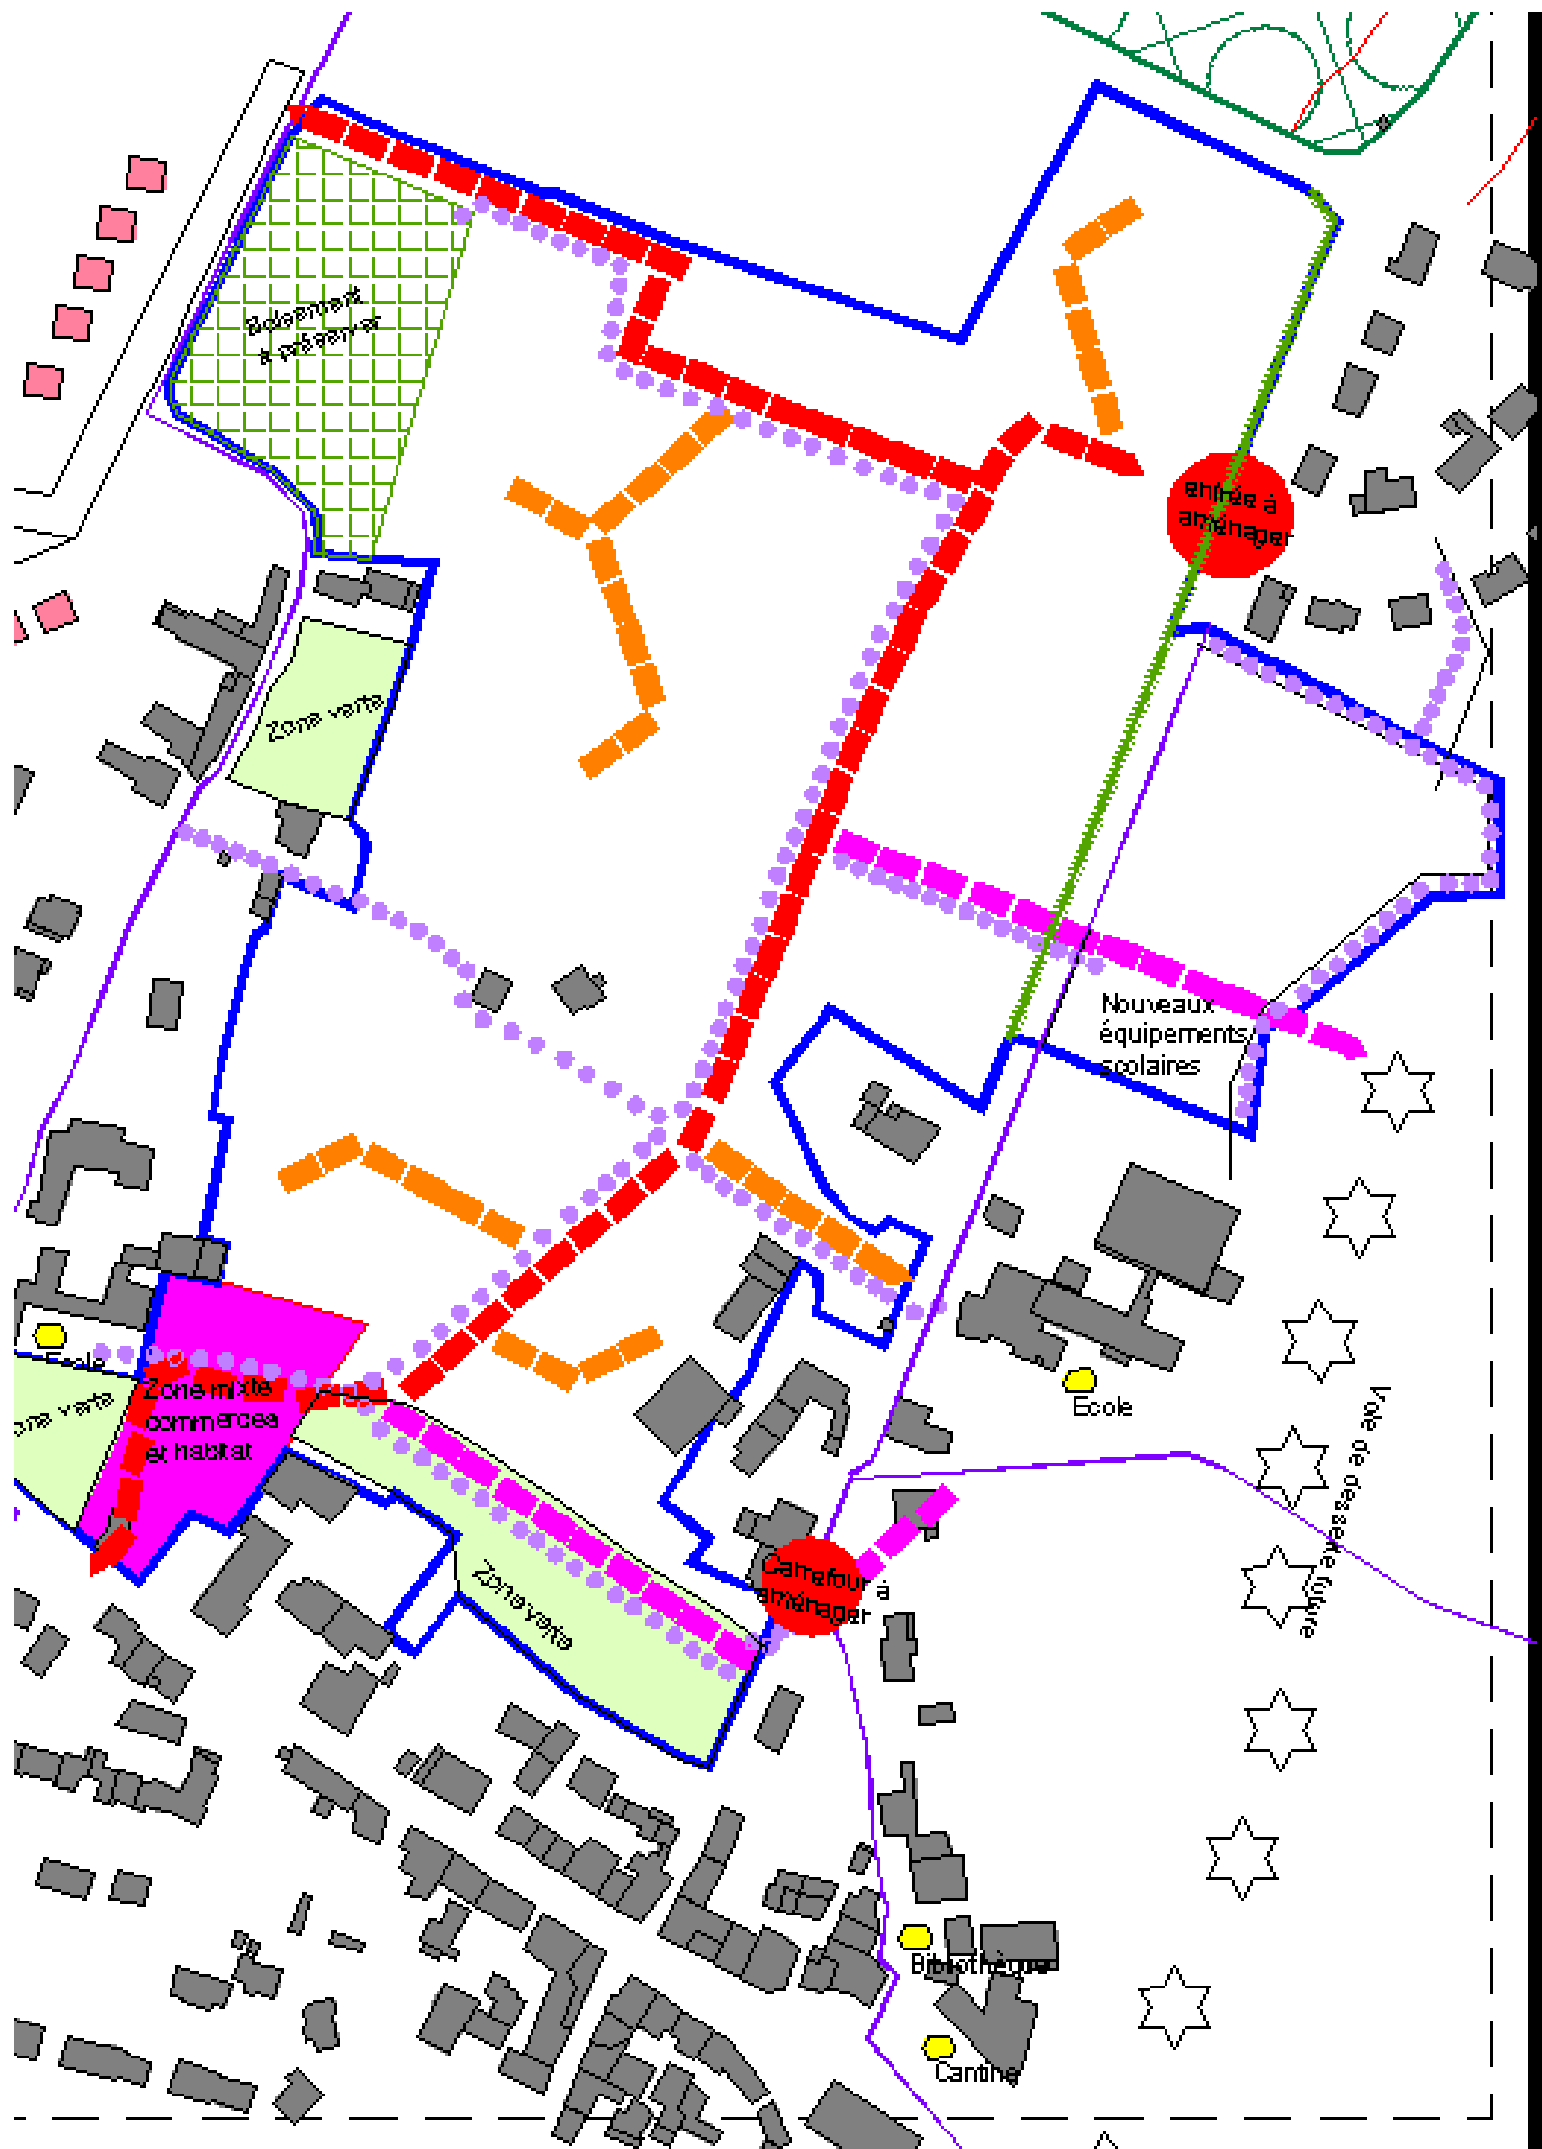 Boisement
à préserver
entrée à
aménager
Zone verte
Nouveaux
équipements
scolaires
Ecole
Zone mixte
commerces
et habitat
zone verte
Ecole
Voie de desserte future
Carrefour à
aménager
Zone verte
Bibliothèque
Cantine